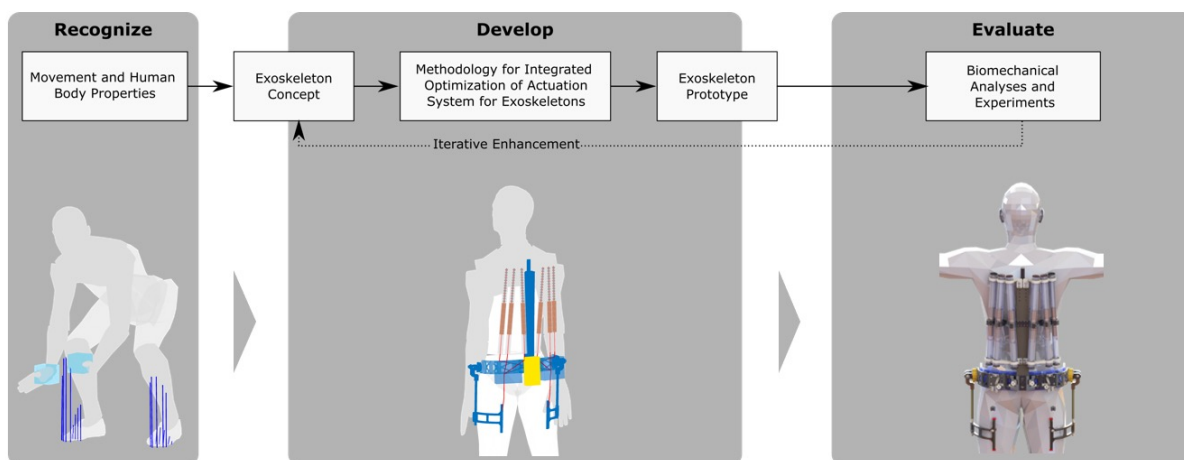 Recognize
Develop
Evaluate
Movement and Human
Body Properties
Exoskeleton
Concept
Methodology for Integrated
Optimization of Actuation
System for Exoskeletons
Exoskeleton
Prototype
Biomechanical
Analyses and
Experiments
Iterative Enhancement